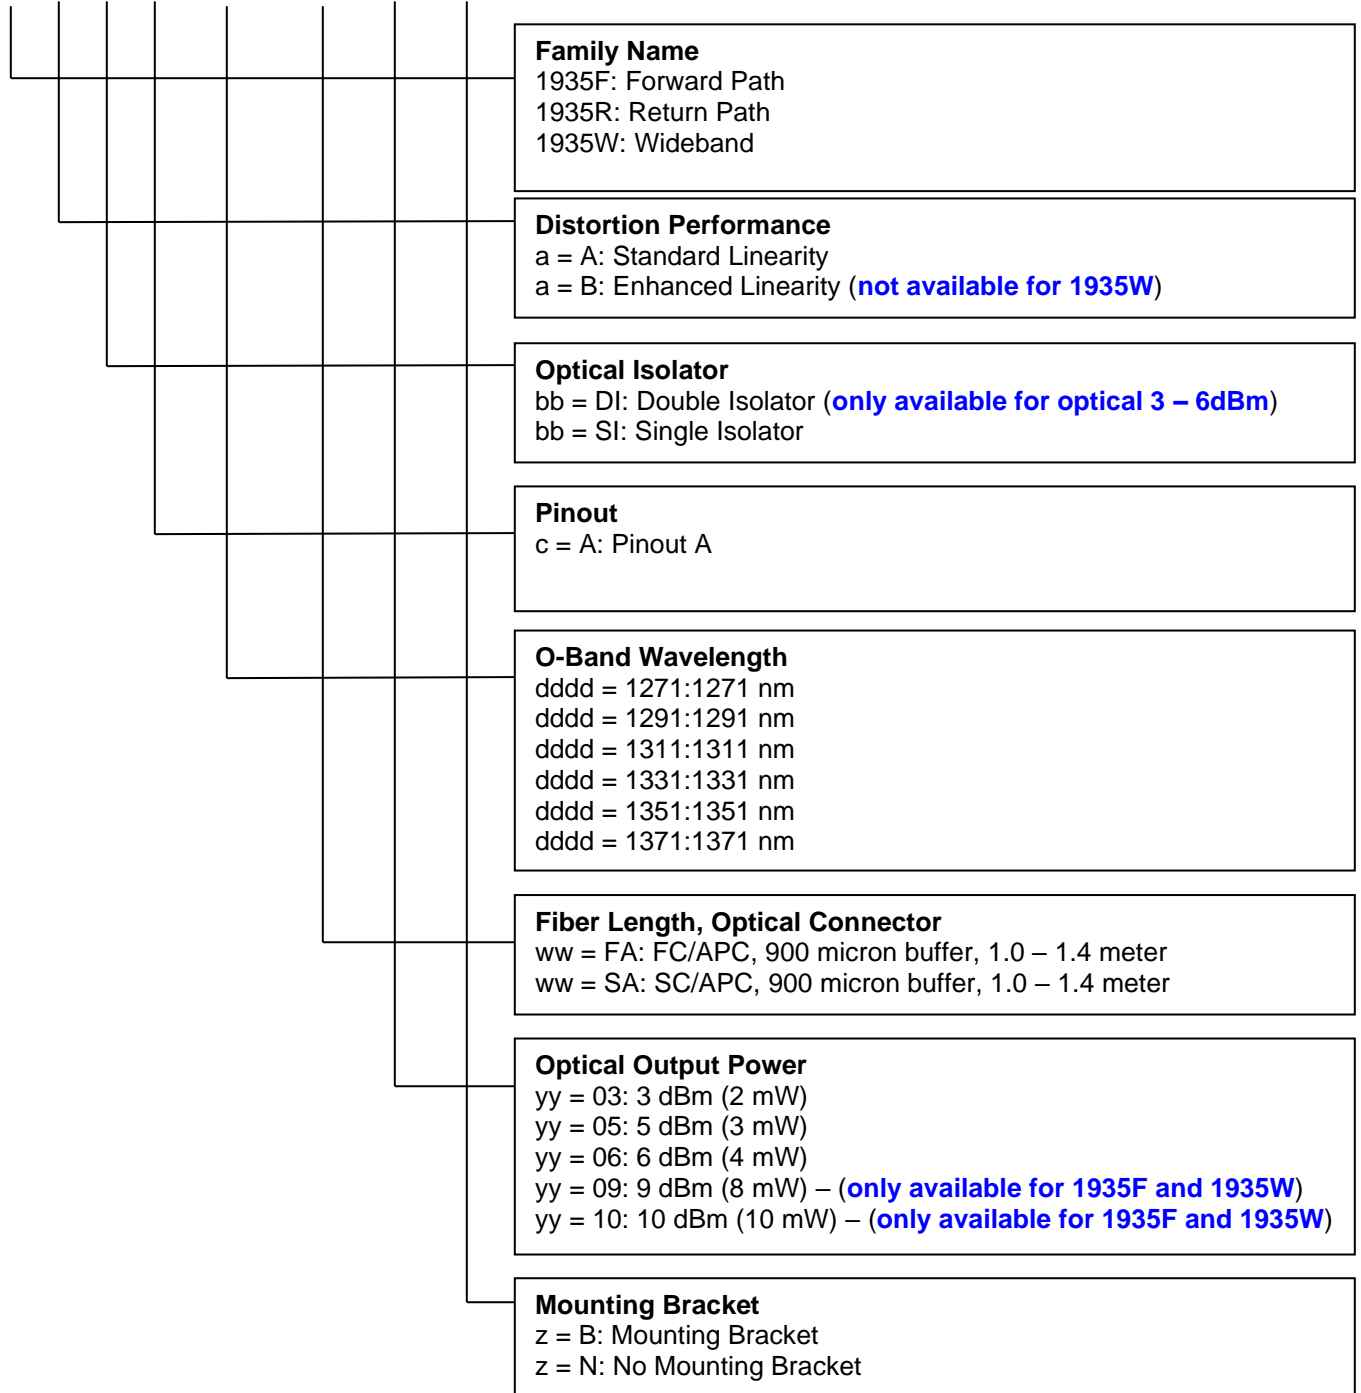 Family Name
1935F: Forward Path
1935R: Return Path
1935W: Wideband
Distortion Performance
a = A: Standard Linearity
a = B: Enhanced Linearity (not available for 1935W)
Optical Isolator
bb = DI: Double Isolator (only available for optical 3 – 6dBm)
bb = SI: Single Isolator
Pinout
c = A: Pinout A
O-Band Wavelength
dddd = 1271:1271 nm
dddd = 1291:1291 nm
dddd = 1311:1311 nm
dddd = 1331:1331 nm
dddd = 1351:1351 nm
dddd = 1371:1371 nm
Fiber Length, Optical Connector
ww = FA: FC/APC, 900 micron buffer, 1.0 – 1.4 meter
ww = SA: SC/APC, 900 micron buffer, 1.0 – 1.4 meter
Optical Output Power
yy = 03: 3 dBm (2 mW)
yy = 05: 5 dBm (3 mW)
yy = 06: 6 dBm (4 mW)
yy = 09: 9 dBm (8 mW) – (only available for 1935F and 1935W)
yy = 10: 10 dBm (10 mW) – (only available for 1935F and 1935W)
Mounting Bracket
z = B: Mounting Bracket
z = N: No Mounting Bracket